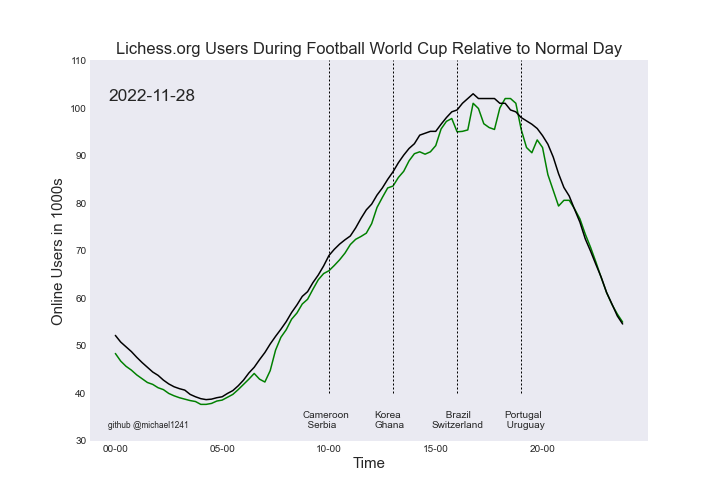 Lichess.org Users During Football World Cup Relative to Normal Day
110
100
90
80
70
60
50
40
30
Online Users in 1000s
2022-11-28
Cameroon
Serbia
Korea
Ghana
Brazil
Switzerland
Portugal
Uruguay
github @michael1241
00-00
05-00
10-00
15-00
20-00
Time